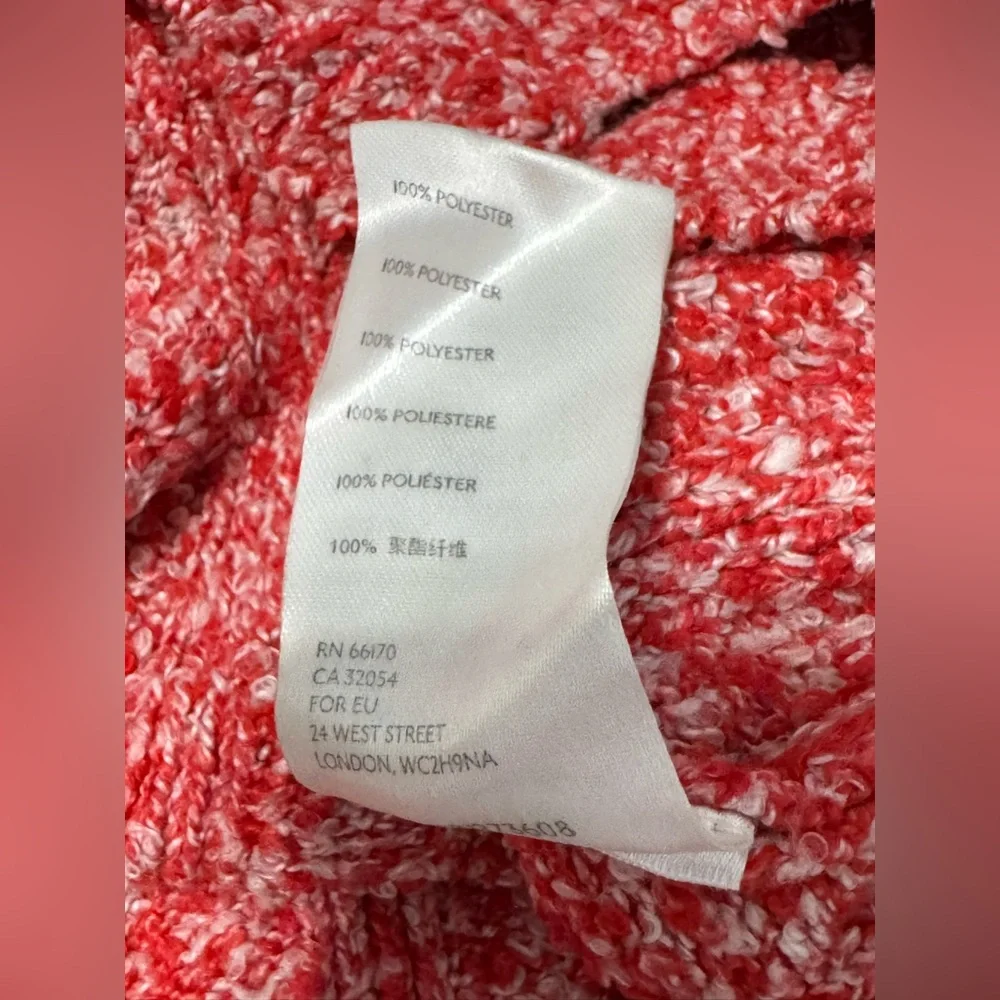 100% POLYESTER
100% POLYESTER
100% POLYESTER
100% POLIESTERE
100% POLIÉSTER
100% 聚酯纤维
RN 66170
CA 32054
FOR EU
24 WEST STREET
LONDON, WC2H9NA